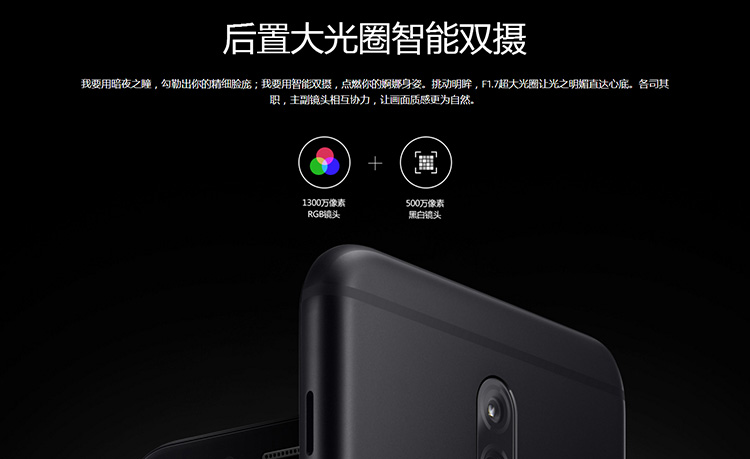 后置大光圈智能双摄
我要用暗夜之瞳，勾勒出你的精细脸庞；我要用智能双摄，点燃你的婀娜身姿。挑动明眸，F1.7超大光圈让光之明媚直达心底。各司其
职，主副镜头相互协力，让画面质感更为自然。
1300万像素
RGB镜头
500万像素
黑白镜头